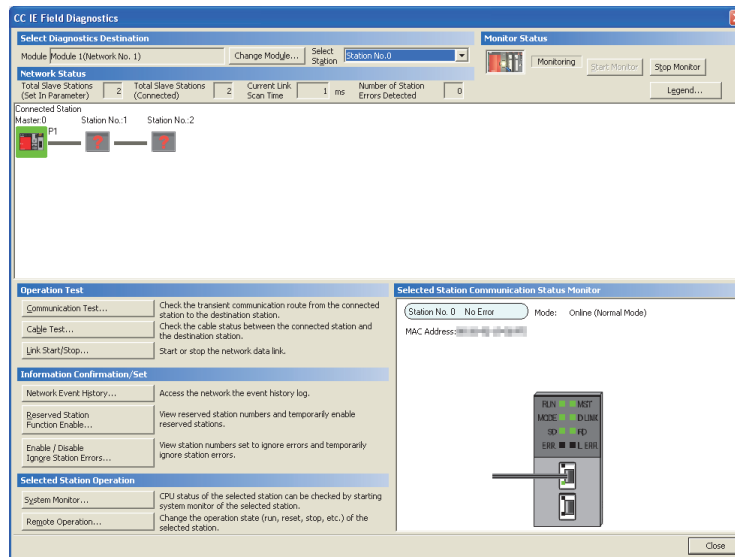 CC IE Field Diagnostics
Select Diagnostics Destination
Monitor Status
Module Module 1(Network No. 1)
Change Module...
Select Station
Station No.0
Monitoring
Start Monitor
Stop Monitor
Network Status
Total Slave Stations (Set In Parameter) 2
Total Slave Stations (Connected) 2
Current Link Scan Time 1 ms
Number of Station Errors Detected 0
Legend...
Connected Station
Master:0 Station No.:1 Station No.:2
P1
? ?
Operation Test
Communication Test...
Check the transient communication route from the connected
station to the destination station.
Cable Test...
Check the cable status between the connected station and
the destination station.
Link Start/Stop...
Start or stop the network data link.
Information Confirmation/Set
Network Event History...
Access the network the event history log.
Reserved Station
Function Enable...
View reserved station numbers and temporarily enable
reserved stations.
Enable / Disable
Ignore Station Errors...
View station numbers set to ignore errors and temporarily
ignore station errors.
Selected Station Operation
System Monitor...
CPU status of the selected station can be checked by starting
system monitor of the selected station.
Remote Operation...
Change the operation state (run, reset, stop, etc.) of the
selected station.
Selected Station Communication Status Monitor
Station No. 0 No Error
Mode: Online (Normal Mode)
MAC Address:
RUN MST
MODE D LINK
SD RD
ERR. L ERR.
Close